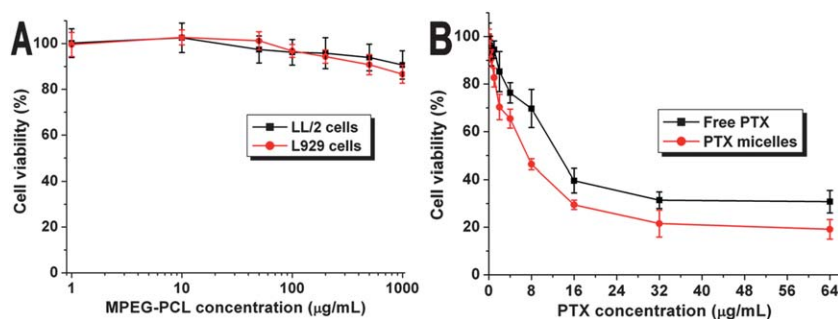 A
Cell viability (%)
120
100
80
60
40
20
0
LL/2 cells
L929 cells
1
10
100
1000
MPEG-PCL concentration (μg/mL)
B
Cell viability (%)
100
80
60
40
20
0
Free PTX
PTX micelles
0
8
16
24
32
40
48
56
64
PTX concentration (μg/mL)